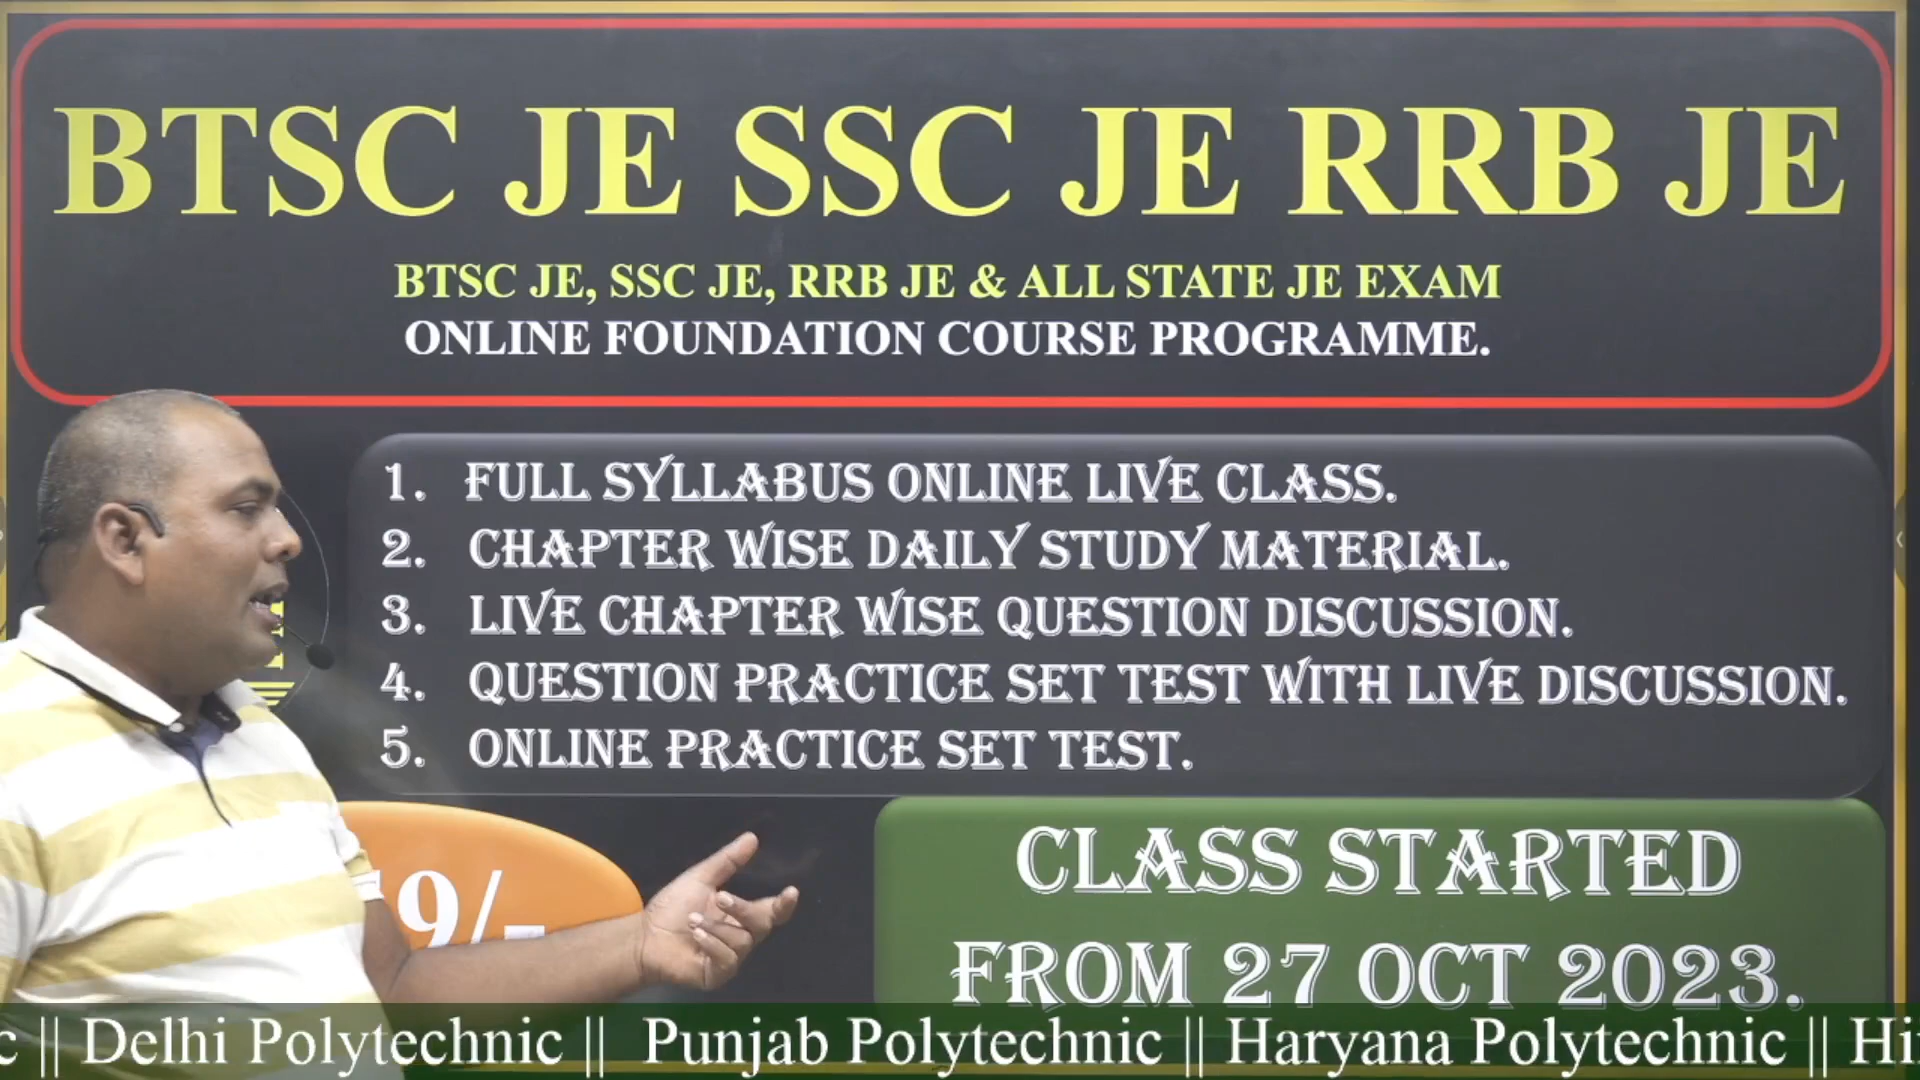 BTSC JE SSC JE RRB JE
BTSC JE, SSC JE, RRB JE & ALL STATE JE EXAM
ONLINE FOUNDATION COURSE PROGRAMME.
1. FULL SYLLABUS ONLINE LIVE CLASS.
2. CHAPTER WISE DAILY STUDY MATERIAL.
3. LIVE CHAPTER WISE QUESTION DISCUSSION.
4. QUESTION PRACTICE SET TEST WITH LIVE DISCUSSION.
5. ONLINE PRACTICE SET TEST.
9/-
CLASS STARTED
FROM 27 OCT 2023.
|| Delhi Polytechnic || Punjab Polytechnic || Haryana Polytechnic ||